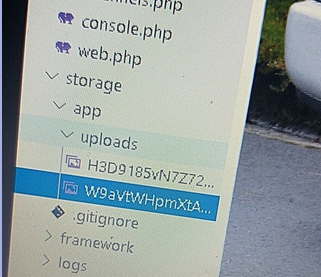 console.php
web.php
storage
app
uploads
H3D9185vN7Z72...
W9aVtWHpmXtA...
.gitignore
framework
logs